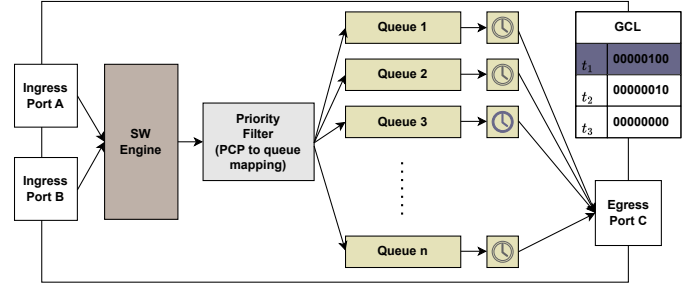 Ingress
Port A
Ingress
Port B
SW
Engine
Priority
Filter
(PCP to queue
mapping)
Queue 1
Queue 2
Queue 3
Queue n
GCL
t1 00000100
t2 00000010
t3 00000000
Egress
Port C